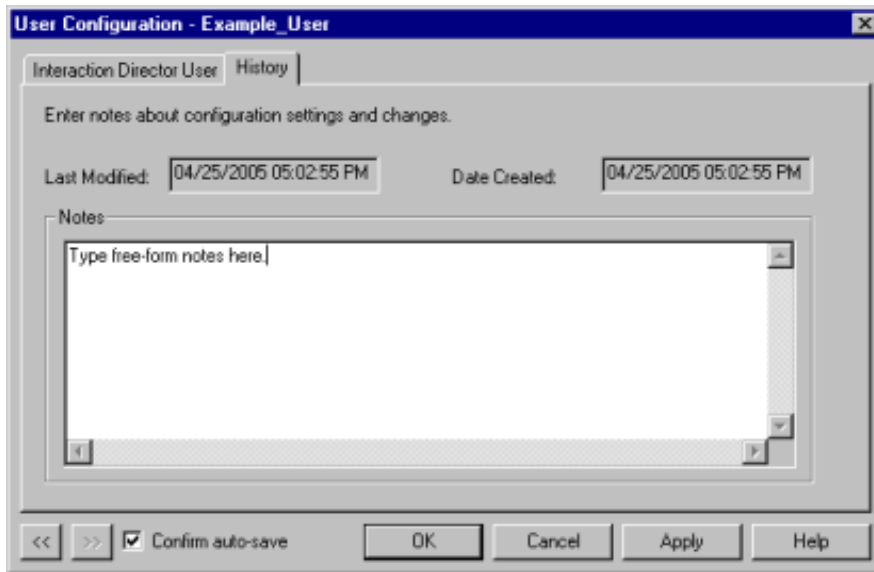 User Configuration - Example_User
Interaction Director User History
Enter notes about configuration settings and changes.
Last Modified: 04/25/2005 05:02:55 PM Date Created: 04/25/2005 05:02:55 PM
Notes
Type free-form notes here.
<< >> Confirm auto-save OK Cancel Apply Help